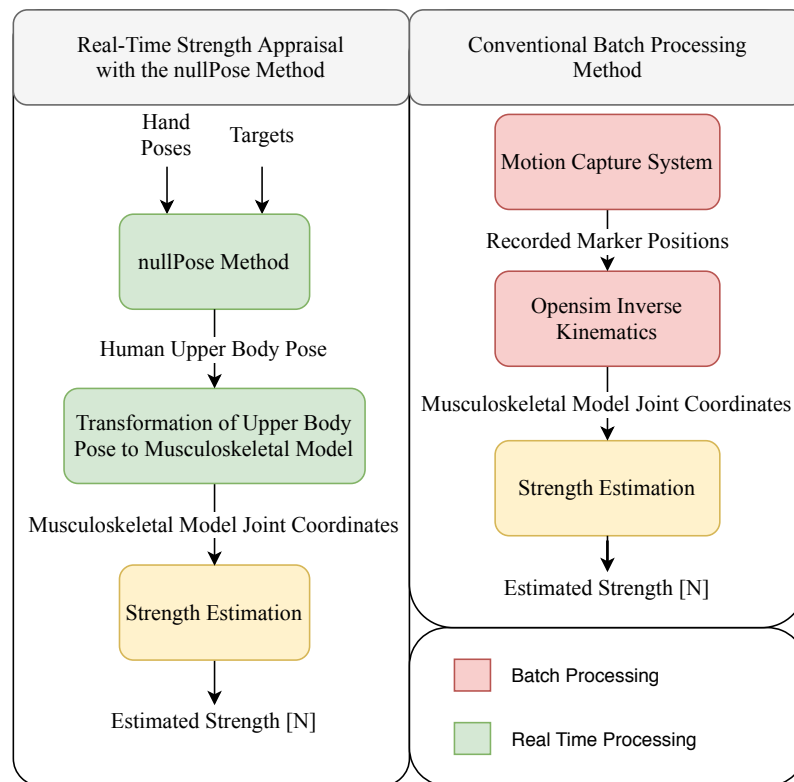 Real-Time Strength Appraisal
with the nullPose Method
Hand
Poses
Targets
nullPose Method
Human Upper Body Pose
Transformation of Upper Body
Pose to Musculoskeletal Model
Musculoskeletal Model Joint Coordinates
Strength Estimation
Estimated Strength [N]
Conventional Batch Processing
Method
Motion Capture System
Recorded Marker Positions
Opensim Inverse
Kinematics
Musculoskeletal Model Joint Coordinates
Strength Estimation
Estimated Strength [N]
Batch Processing
Real Time Processing